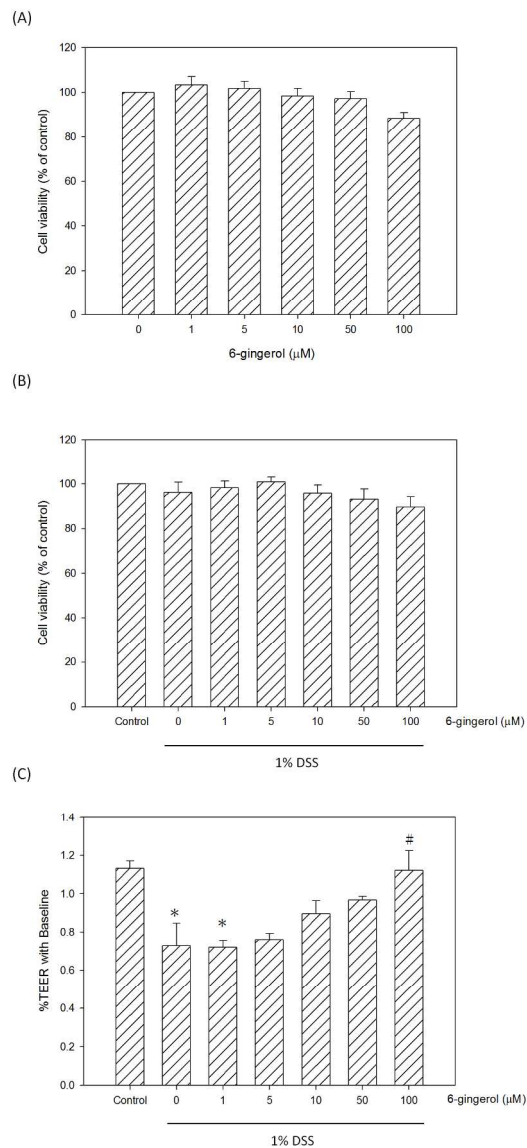 (A)
120
100
80
60
40
20
0
Cell viability (% of control)
0 1 5 10 50 100
6-gingerol (μM)
(B)
120
100
80
60
40
20
0
Cell viability (% of control)
Control 0 1 5 10 50 100 6-gingerol (μM)
1% DSS
(C)
1.4
1.2
1.0
0.8
0.6
0.4
0.2
0.0
%TEER with Baseline
* * #
Control 0 1 5 10 50 100 6-gingerol (μM)
1% DSS